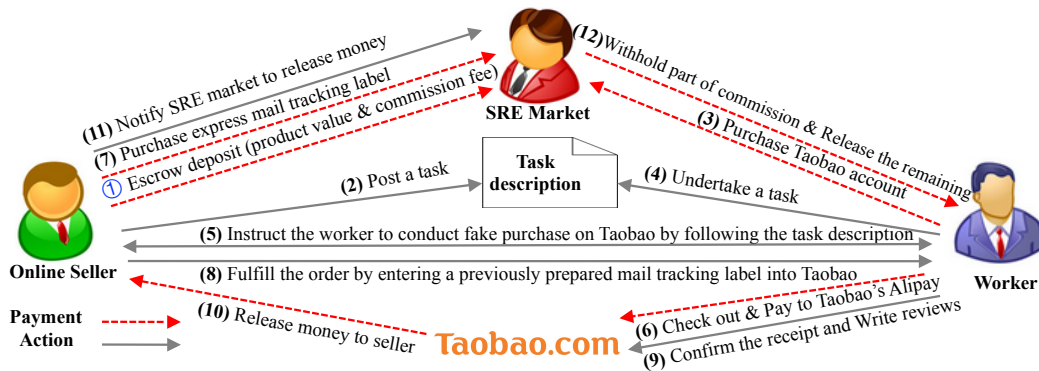 (11) Notify SRE market to release money
(7) Purchase express mail tracking label
① Escrow deposit (product value & commission fee)
SRE Market
(12)Withhold part of commission & Release the remaining
(3) Purchase Taobao account
(2) Post a task
Task
description
(4) Undertake a task
Online Seller
(5) Instruct the worker to conduct fake purchase on Taobao by following the task description
(8) Fulfill the order by entering a previously prepared mail tracking label into Taobao
Worker
(10) Release money to seller
Taobao.com
(6) Check out & Pay to Taobao's Alipay
(9) Confirm the receipt and Write reviews
Payment
Action